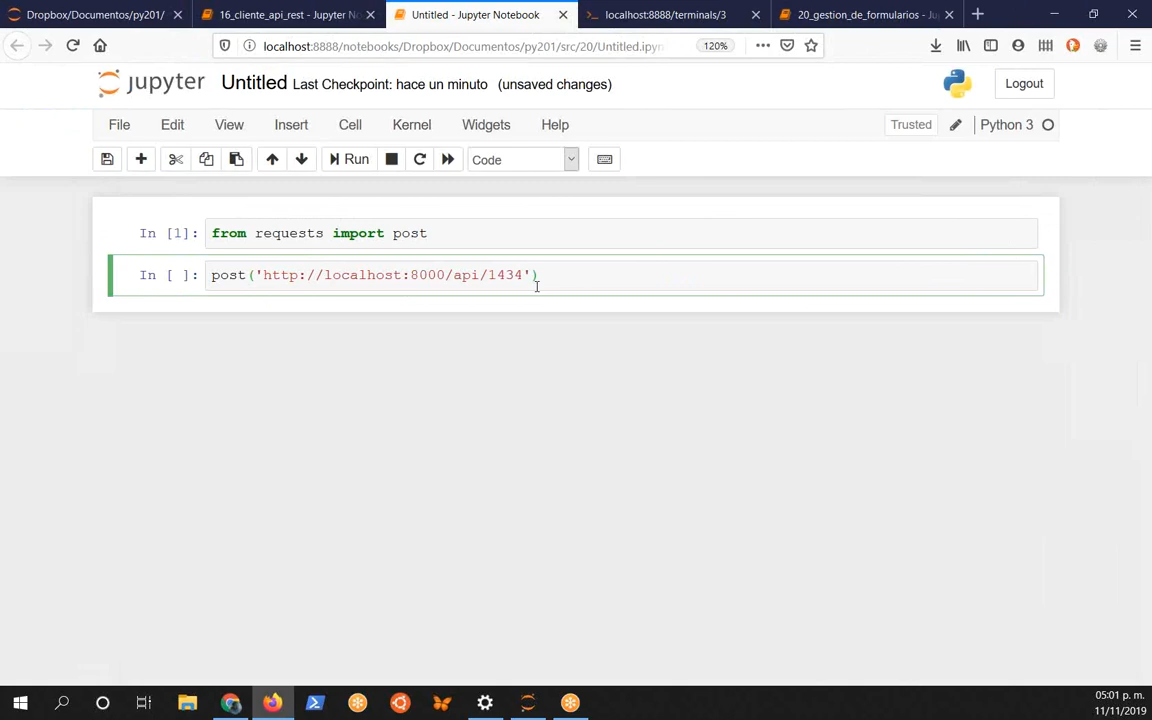 Dropbox/Documentos/py201/
16_cliente_api_rest - Jupyter No
Untitled - Jupyter Notebook
localhost:8888/terminals/3
20_gestion_de_formularios - Ju
localhost:8888/notebooks/Dropbox/Documentos/py201/src/20/Untitled.ipyn
120%
jupyter Untitled Last Checkpoint: hace un minuto (unsaved changes)
Logout
File Edit View Insert Cell Kernel Widgets Help
Trusted
Python 3
Run
Code
In [1]: from requests import post
In [ ]: post('http://localhost:8000/api/1434')
05:01 p. m.
11/11/2019